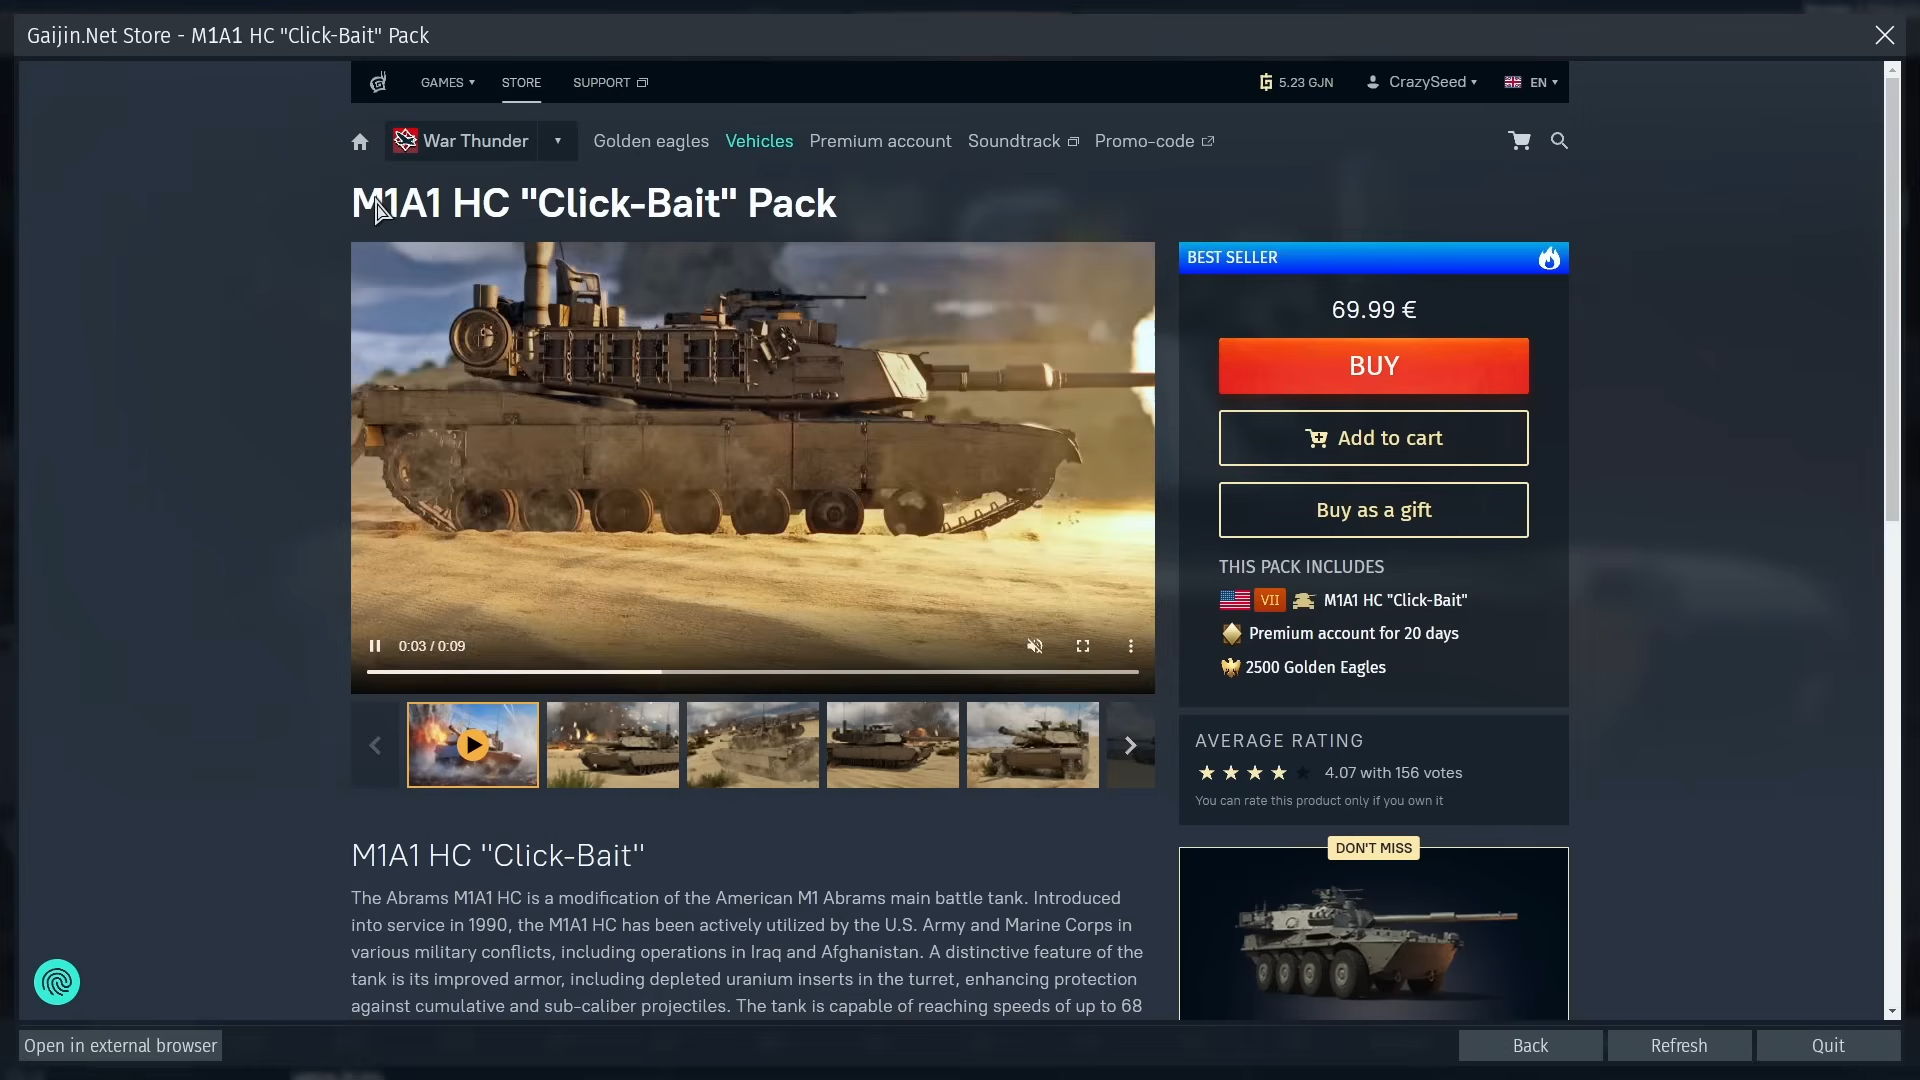 Gaijin.Net Store - M1A1 HC "Click-Bait" Pack
GAMES STORE SUPPORT 5.23 GJN CrazySeed EN
War Thunder Golden eagles Vehicles Premium account Soundtrack Promo-code
M1A1 HC "Click-Bait" Pack
BEST SELLER
69.99 €
BUY
Add to cart
Buy as a gift
THIS PACK INCLUDES
VII M1A1 HC "Click-Bait"
Premium account for 20 days
2500 Golden Eagles
0:03 / 0:09
AVERAGE RATING
4.07 with 156 votes
You can rate this product only if you own it
DON'T MISS
M1A1 HC "Click-Bait"
The Abrams M1A1 HC is a modification of the American M1 Abrams main battle tank. Introduced
into service in 1990, the M1A1 HC has been actively utilized by the U.S. Army and Marine Corps in
various military conflicts, including operations in Iraq and Afghanistan. A distinctive feature of the
tank is its improved armor, including depleted uranium inserts in the turret, enhancing protection
against cumulative and sub-caliber projectiles. The tank is capable of reaching speeds of up to 68
Open in external browser Back Refresh Quit